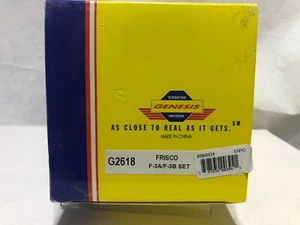 GENESIS
AS CLOSE TO REAL AS IT GETS. SM
MADE IN CHINA
G2618
FRISCO
F-3A/F-3B SET